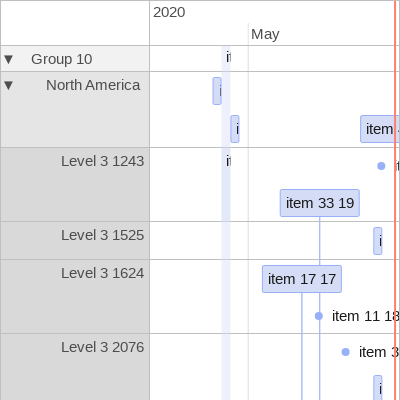 2020
May
▼ Group 10
▼ North America
item
Level 3 1243
item 33 19
Level 3 1525
Level 3 1624
item 17 17
item 11 18
Level 3 2076
item 3